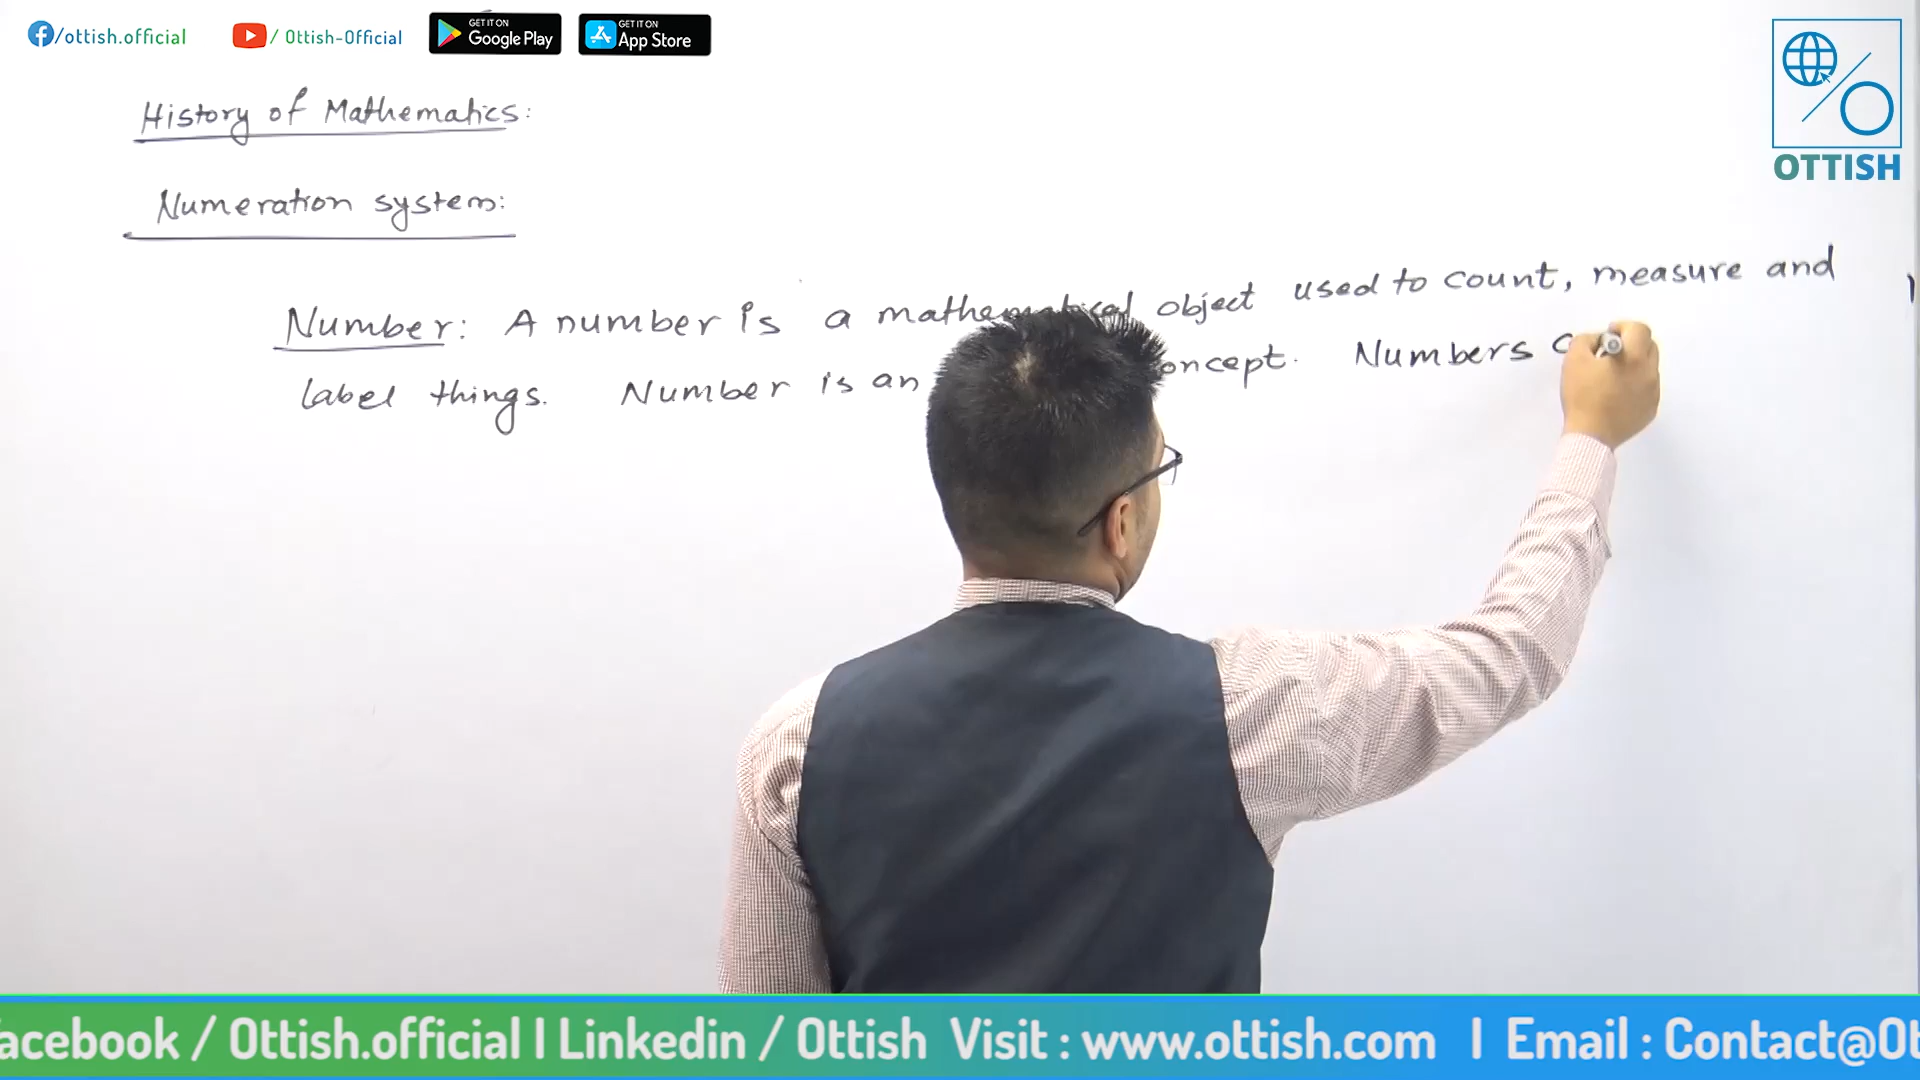 /ottish.official / Ottish-Official GET IT ON Google Play GET IT ON App Store
OTTISH
History of Mathematics:
Numeration system:
Number: A number is a mathematical object used to count, measure and
label things. Number is an oncept. Numbers
acebook / Ottish.official I Linkedin / Ottish Visit : www.ottish.com I Email : Contact@Ot